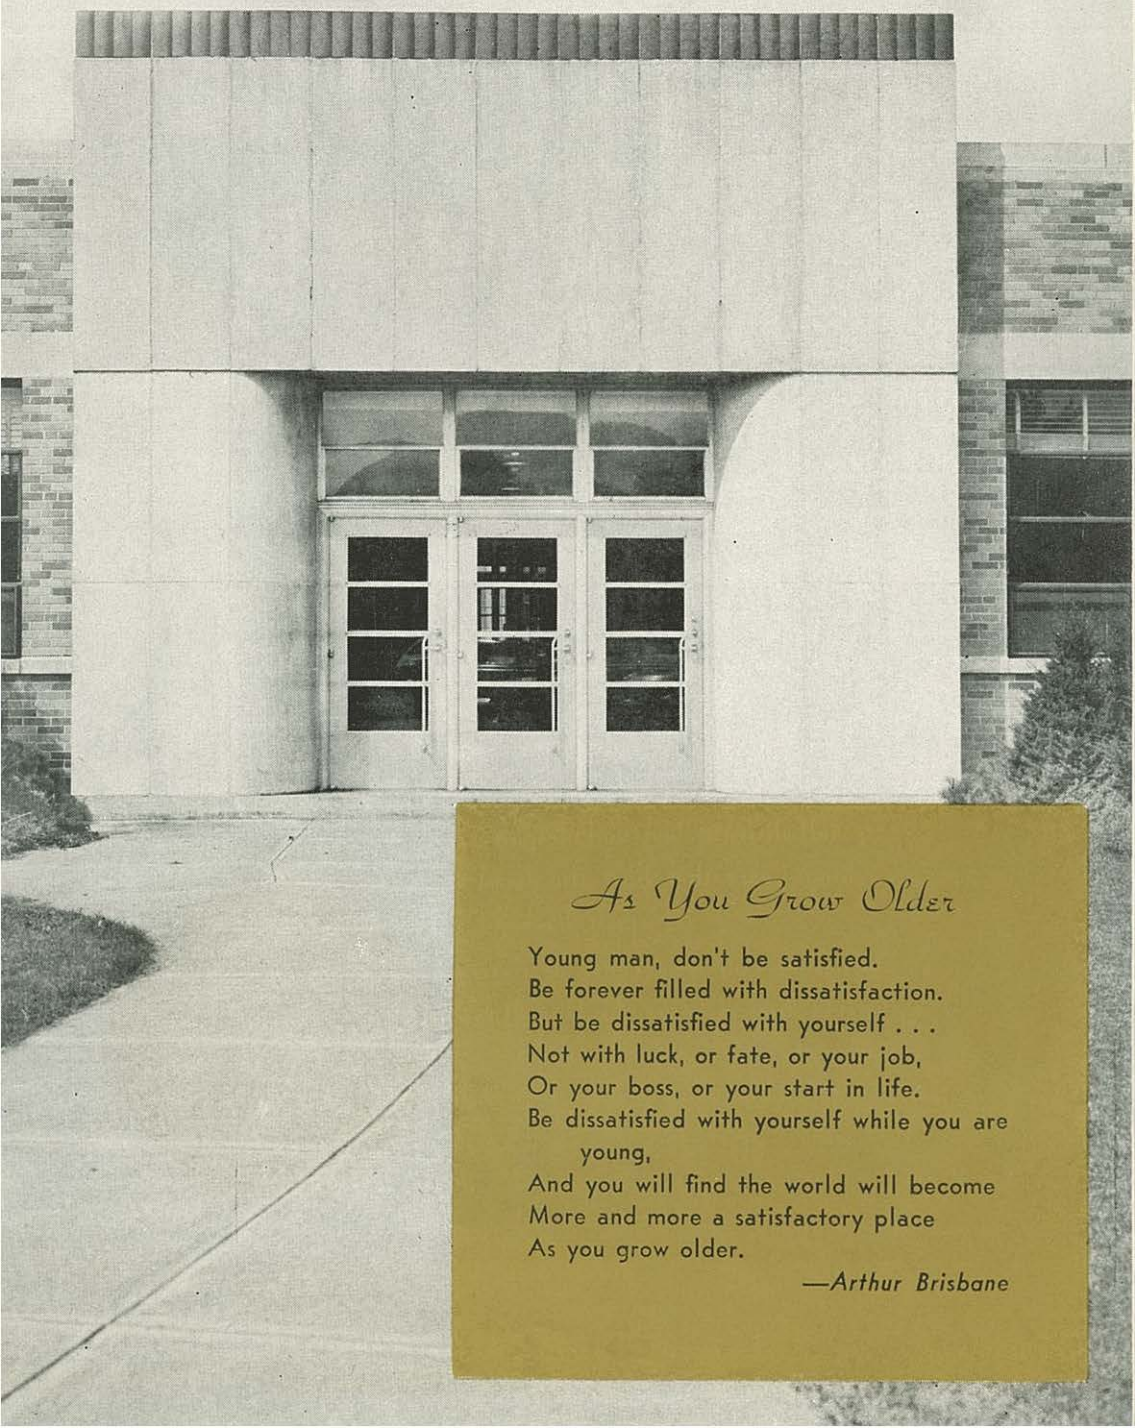 As You Grow Older
Young man, don't be satisfied.
Be forever filled with dissatisfaction.
But be dissatisfied with yourself . . .
Not with luck, or fate, or your job,
Or your boss, or your start in life.
Be dissatisfied with yourself while you are
young,
And you will find the world will become
More and more a satisfactory place
As you grow older.
—Arthur Brisbane